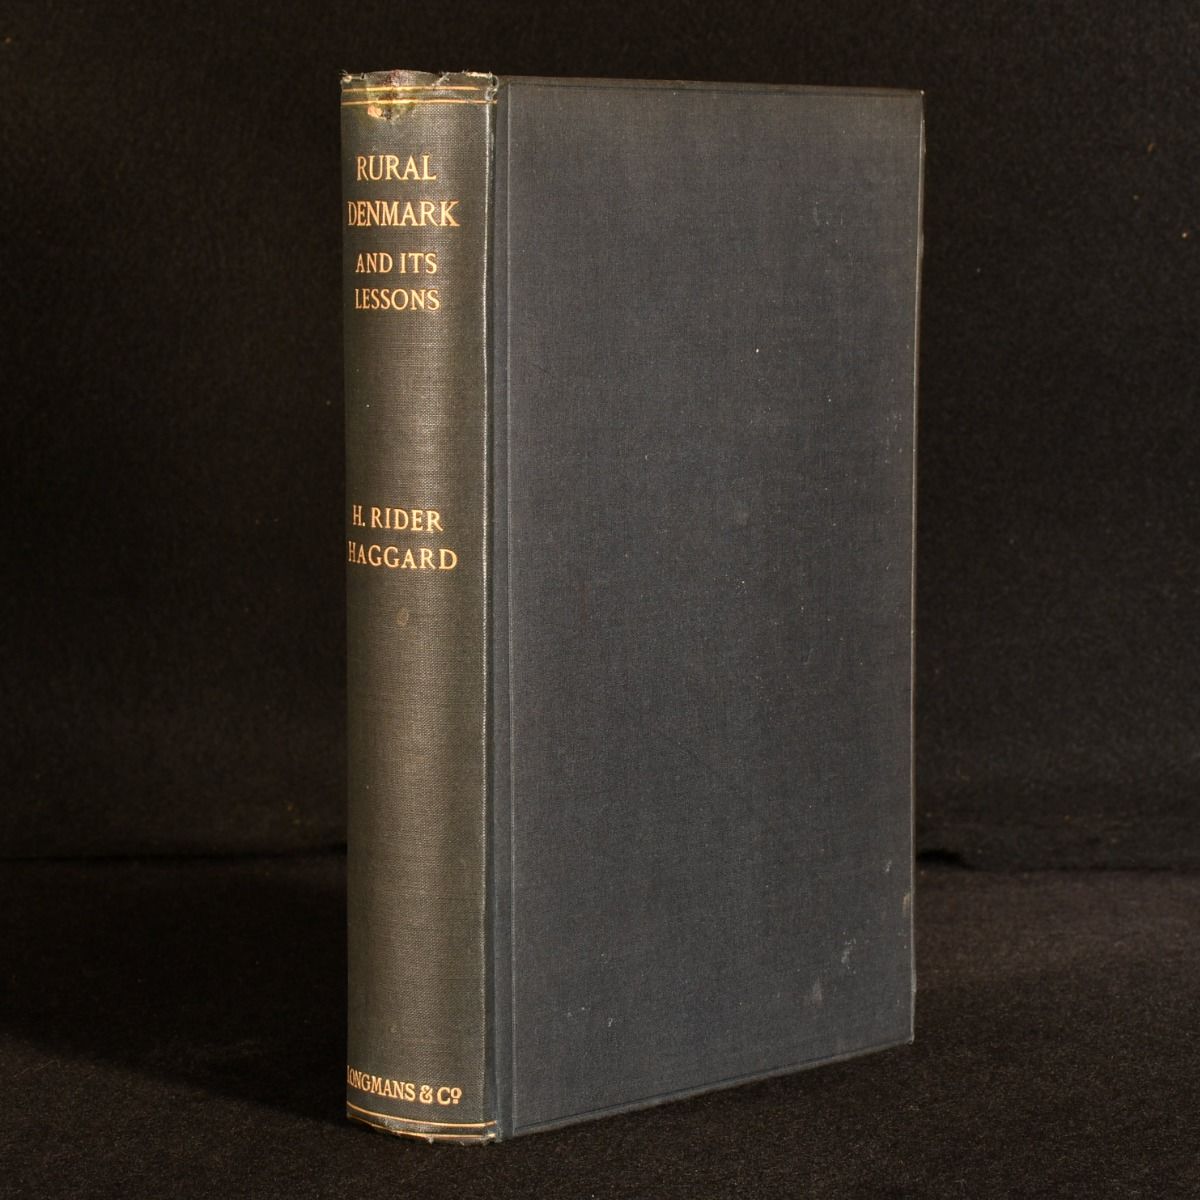 RURAL
DENMARK
AND ITS
LESSONS
H. RIDER
HAGGARD
LONGMANS & Cº